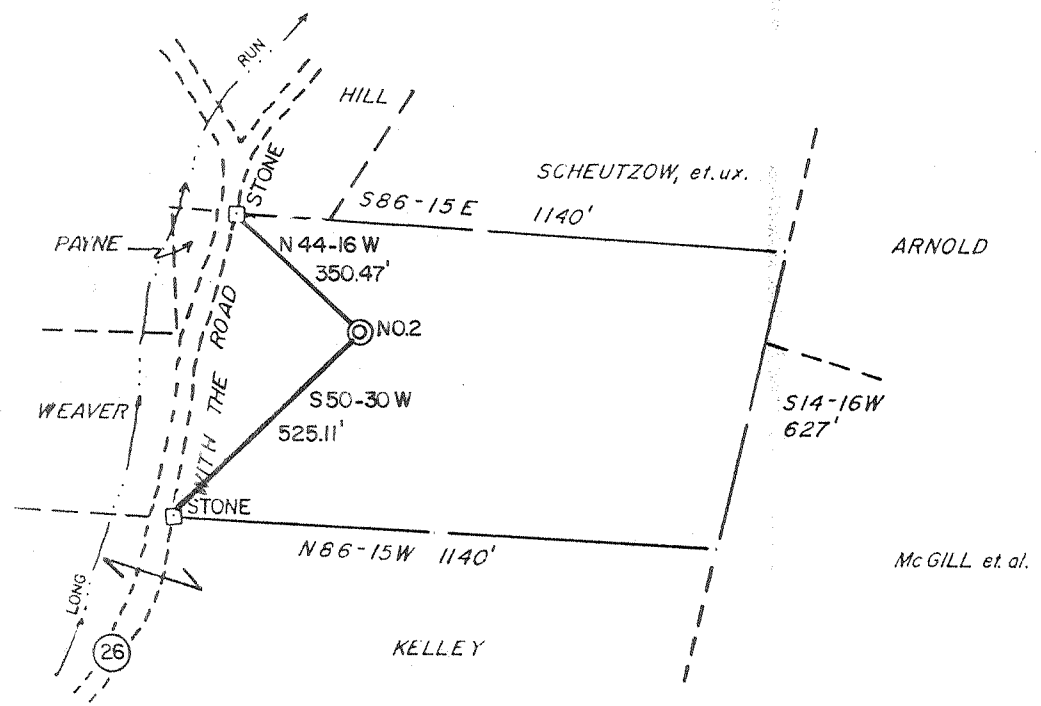 RUN
HILL
STONE
SCHEUTZOW, et.ux.
S86-15E 1140'
PAYNE
N44-16W
350.47'
ARNOLD
NO.2
WITH THE ROAD
S50-30W
525.11'
WEAVER
S14-16W
627'
STONE
N86-15W 1140'
McGILL et.al.
LONG
KELLEY
26